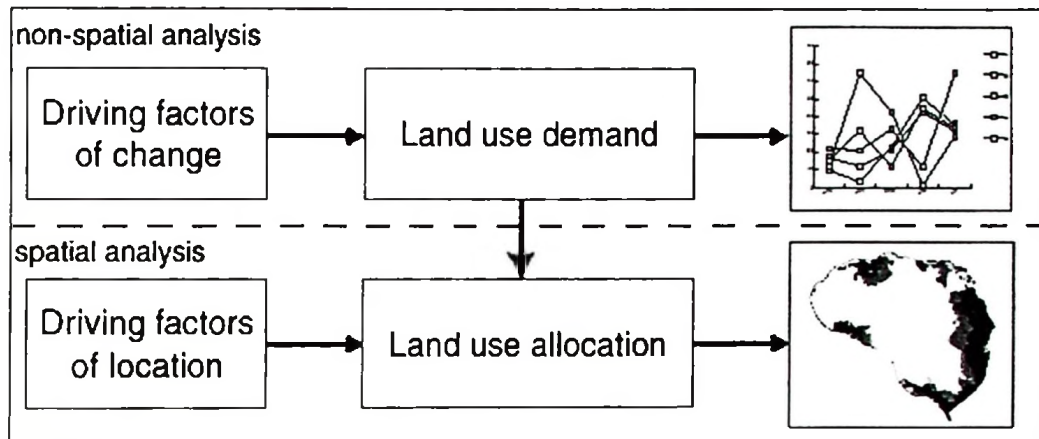 non-spatial analysis
Driving factors
of change
Land use demand
spatial analysis
Driving factors
of location
Land use allocation